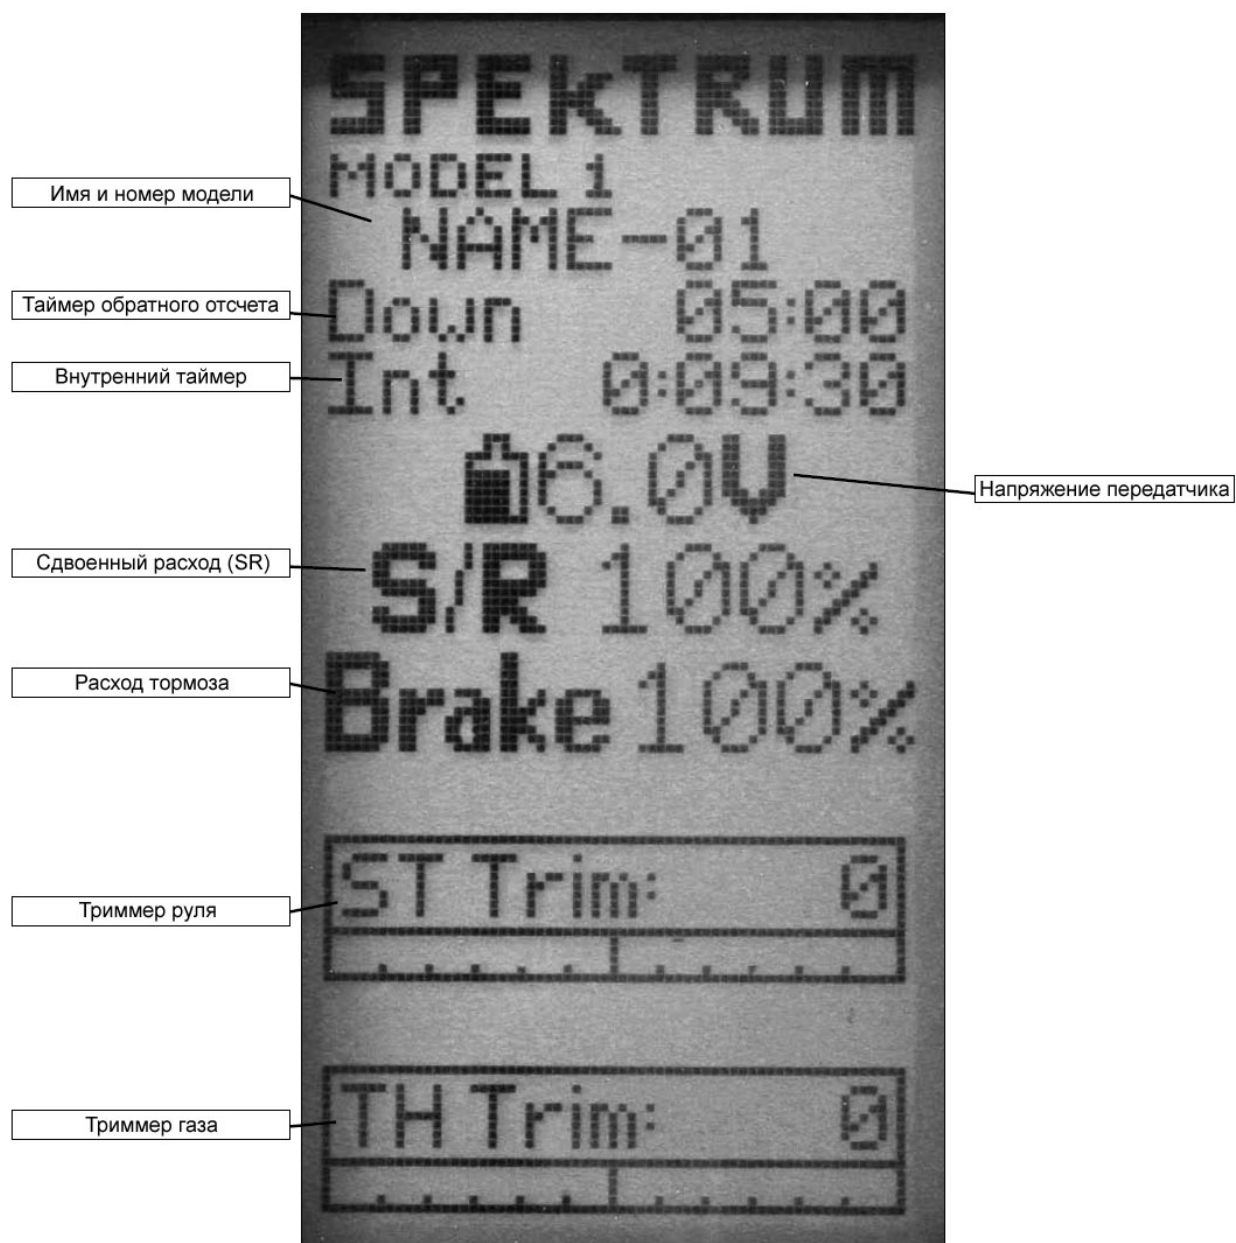 SPEKTRUM
MODEL 1
Имя и номер модели
NAME-01
Таймер обратного отсчета
Down 05:00
Внутренний таймер
Int 0:09:30
6.0V
Напряжение передатчика
Сдвоенный расход (SR)
S/R 100%
Расход тормоза
Brake 100%
Триммер руля
ST Trim: 0
Триммер газа
TH Trim: 0